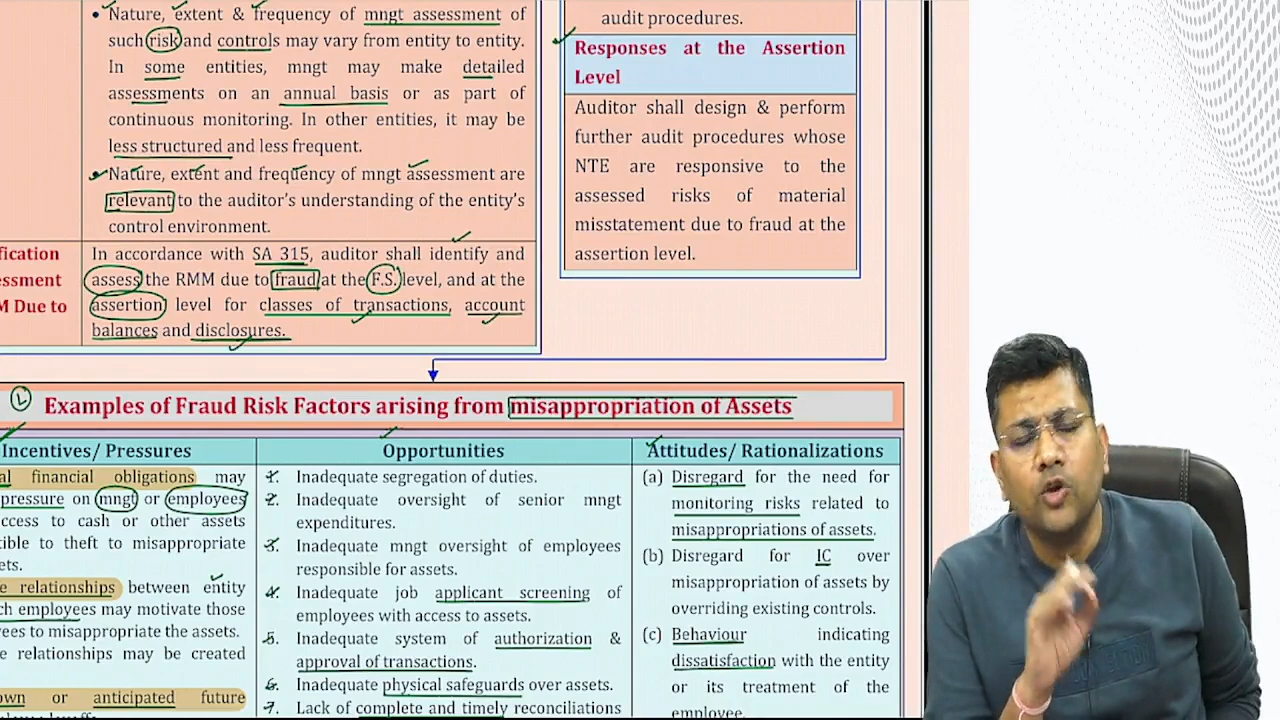 • Nature, extent & frequency of mngt assessment of
such risk and controls may vary from entity to entity.
In some entities, mngt may make detailed
assessments on an annual basis or as part of
continuous monitoring. In other entities, it may be
less structured and less frequent.
• Nature, extent and frequency of mngt assessment are
relevant to the auditor's understanding of the entity's
control environment.
fication
essment
M Due to
In accordance with SA 315, auditor shall identify and
assess the RMM due to fraud at the F.S. level, and at the
assertion level for classes of transactions, account
balances and disclosures.
audit procedures.
Responses at the Assertion
Level
Auditor shall design & perform
further audit procedures whose
NTE are responsive to the
assessed risks of material
misstatement due to fraud at the
assertion level.
Examples of Fraud Risk Factors arising from misappropriation of Assets
Incentives/ Pressures
al financial obligations may
pressure on mngt or employees
ccess to cash or other assets
tible to theft to misappropriate
ets.
e relationships between entity
ch employees may motivate those
ees to misappropriate the assets.
e relationships may be created
own or anticipated future
Opportunities
1. Inadequate segregation of duties.
2. Inadequate oversight of senior mngt
expenditures.
3. Inadequate mngt oversight of employees
responsible for assets.
4. Inadequate job applicant screening of
employees with access to assets.
5. Inadequate system of authorization &
approval of transactions.
6. Inadequate physical safeguards over assets.
7. Lack of complete and timely reconciliations
Attitudes/ Rationalizations
(a) Disregard for the need for
monitoring risks related to
misappropriations of assets.
(b) Disregard for IC over
misappropriation of assets by
overriding existing controls.
(c) Behaviour indicating
dissatisfaction with the entity
or its treatment of the
employee.